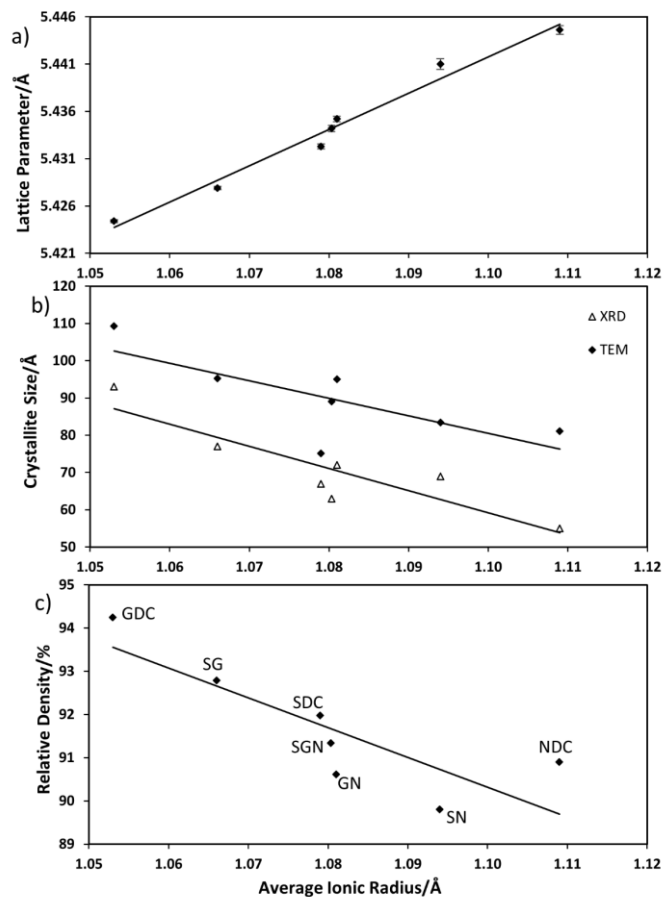 a)
Lattice Parameter/Å
5.446
5.441
5.436
5.431
5.426
5.421
1.05 1.06 1.07 1.08 1.09 1.10 1.11 1.12
b)
Crystallite Size/Å
120
110
100
90
80
70
60
50
XRD
TEM
1.05 1.06 1.07 1.08 1.09 1.10 1.11 1.12
c)
Relative Density/%
95
94
93
92
91
90
89
GDC
SG
SDC
SGN
GN
SN
NDC
1.05 1.06 1.07 1.08 1.09 1.10 1.11 1.12
Average Ionic Radius/Å